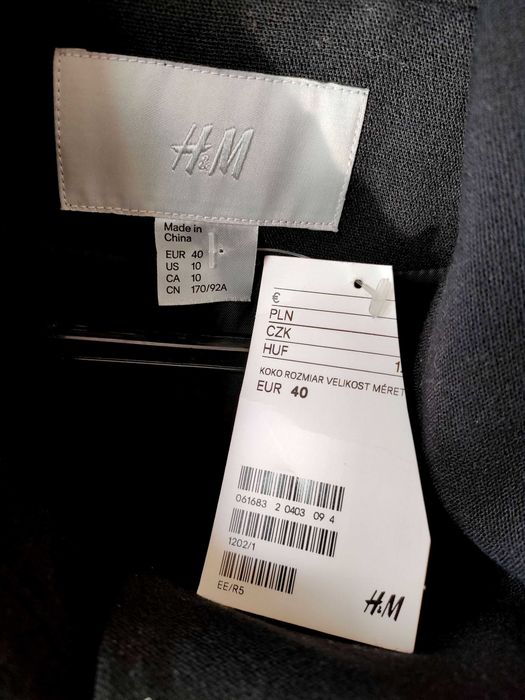 H&M
Made in
China
EUR 40
US 10
CA 10
CN 170/92A
€
PLN
CZK
HUF
KOKO ROZMIAR VELIKOST MÉRET
EUR 40
061683 2 0403 09 4
1202/1
EE/R5
H&M